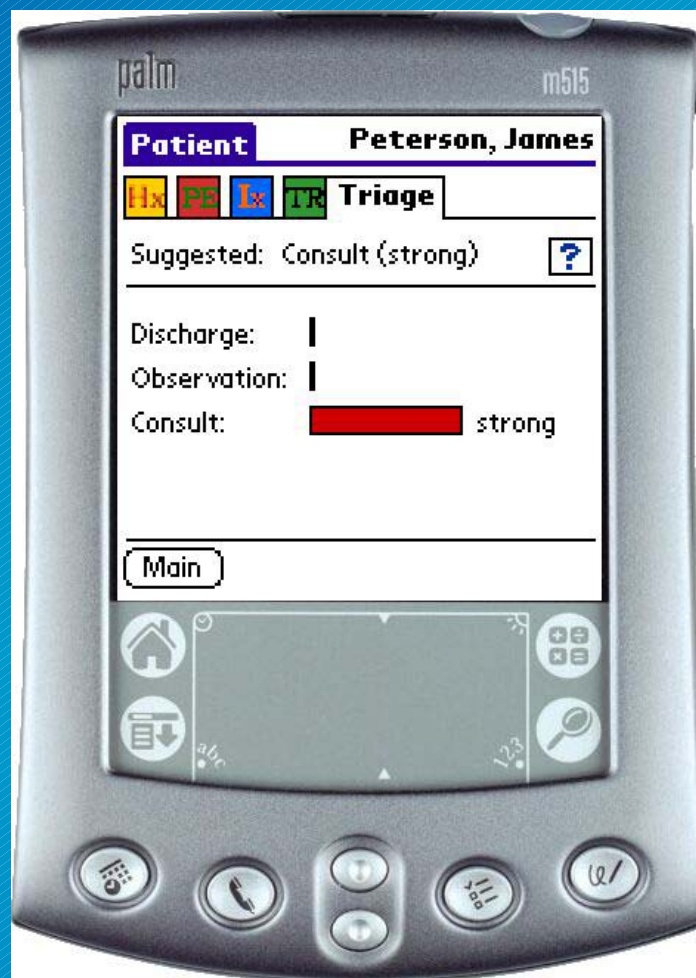 palm
m515
Patient Peterson, James
Hx PE Ix TR Triage
Suggested: Consult (strong) ?
Discharge:
Observation:
Consult: strong
Main
abc 123